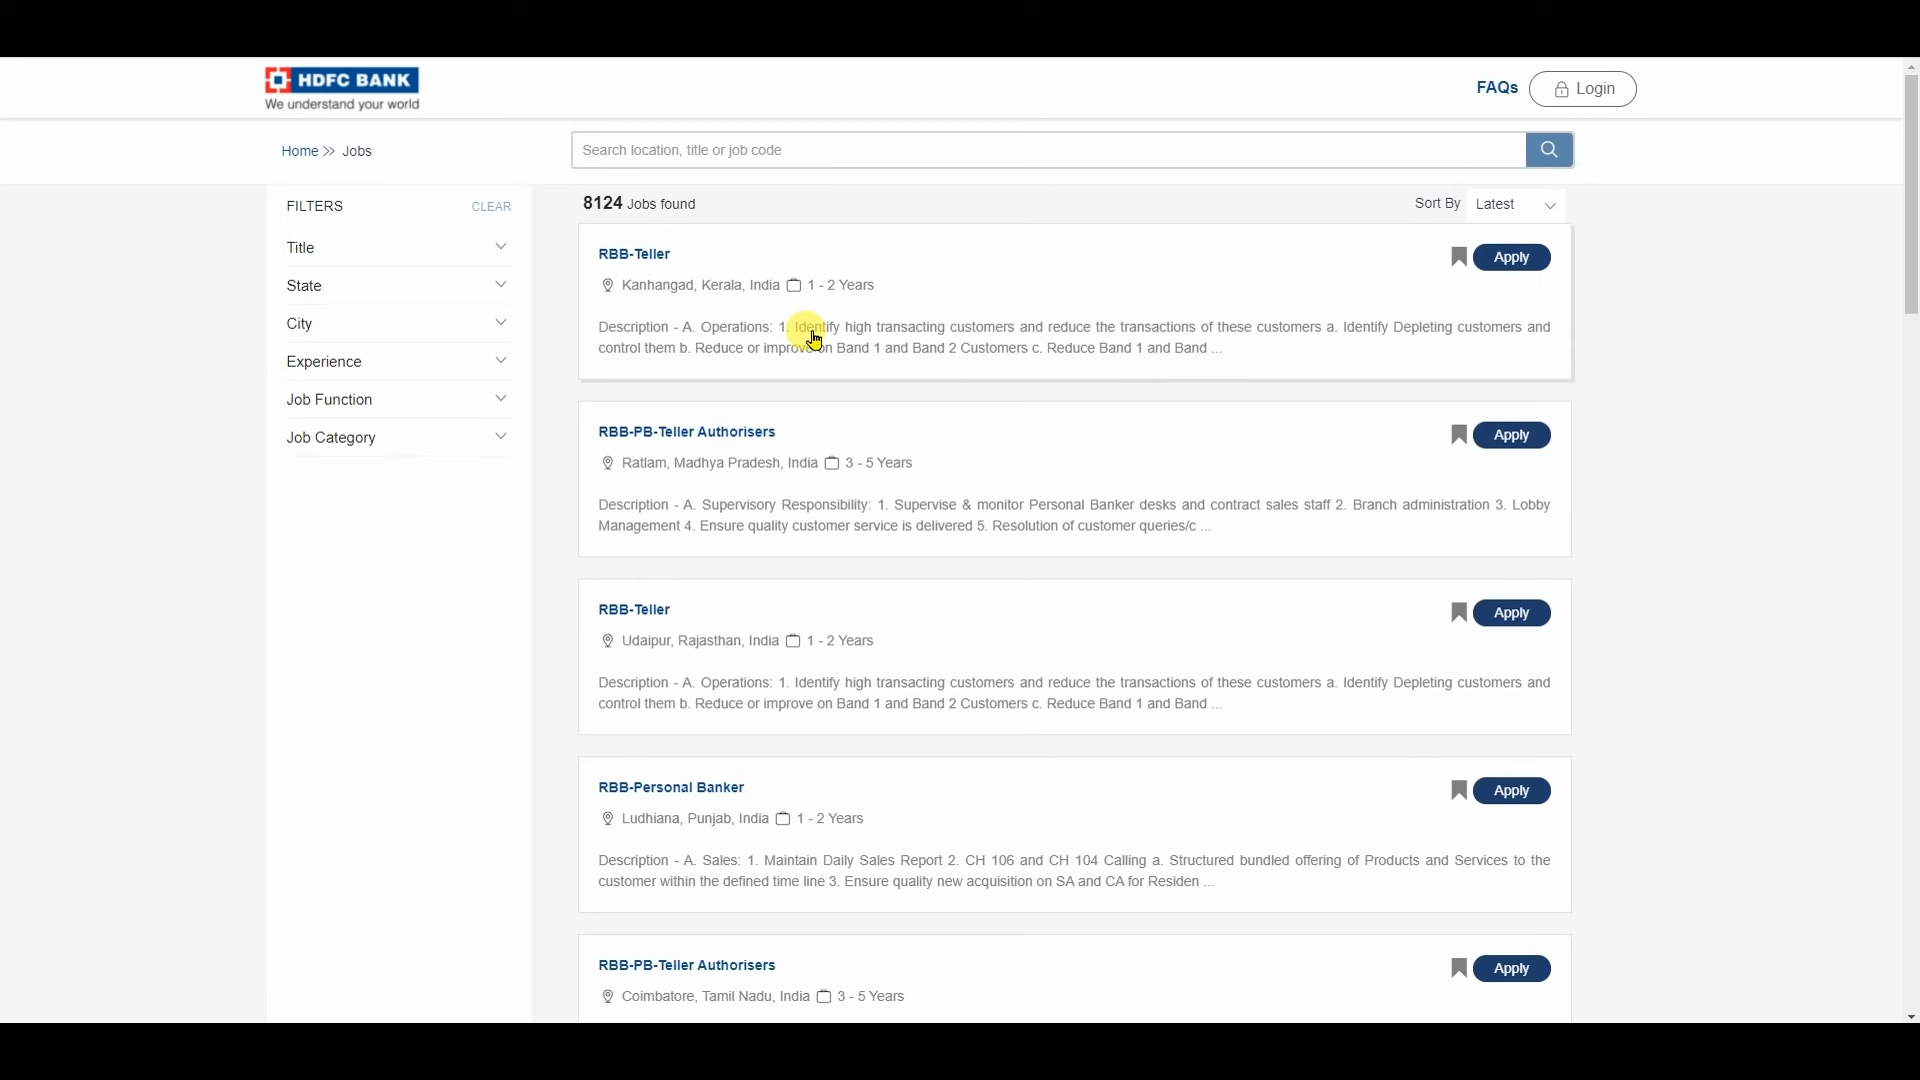 HDFC BANK
We understand your world
FAQs
Login
Home >> Jobs
Search location, title or job code
FILTERS
CLEAR
Title
State
City
Experience
Job Function
Job Category
8124 Jobs found
Sort By Latest
RBB-Teller
Apply
Kanhangad, Kerala, India 1 - 2 Years
Description - A. Operations: 1. Identify high transacting customers and reduce the transactions of these customers a. Identify Depleting customers and
control them b. Reduce or improve on Band 1 and Band 2 Customers c. Reduce Band 1 and Band ...
RBB-PB-Teller Authorisers
Apply
Ratlam, Madhya Pradesh, India 3 - 5 Years
Description - A. Supervisory Responsibility: 1. Supervise & monitor Personal Banker desks and contract sales staff 2. Branch administration 3. Lobby
Management 4. Ensure quality customer service is delivered 5. Resolution of customer queries/c ...
RBB-Teller
Apply
Udaipur, Rajasthan, India 1 - 2 Years
Description - A. Operations: 1. Identify high transacting customers and reduce the transactions of these customers a. Identify Depleting customers and
control them b. Reduce or improve on Band 1 and Band 2 Customers c. Reduce Band 1 and Band ...
RBB-Personal Banker
Apply
Ludhiana, Punjab, India 1 - 2 Years
Description - A. Sales: 1. Maintain Daily Sales Report 2. CH 106 and CH 104 Calling a. Structured bundled offering of Products and Services to the
customer within the defined time line 3. Ensure quality new acquisition on SA and CA for Residen ...
RBB-PB-Teller Authorisers
Apply
Coimbatore, Tamil Nadu, India 3 - 5 Years